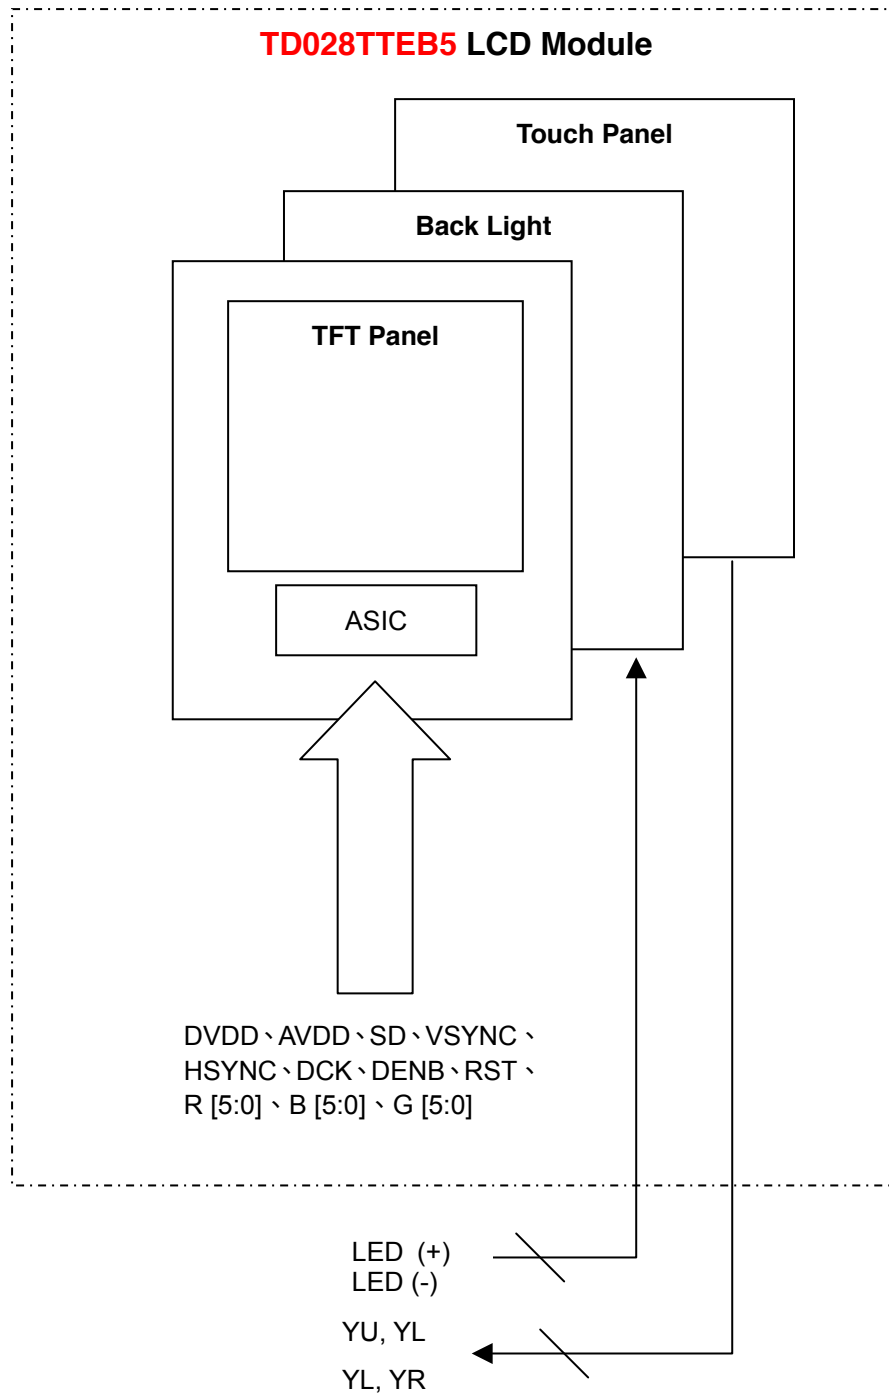 TD028TTEB5 LCD Module
Touch Panel
Back Light
TFT Panel
ASIC
DVDD、AVDD、SD、VSYNC、
HSYNC、DCK、DENB、RST、
R [5:0]、B [5:0]、G [5:0]
LED (+)
LED (-)
YU, YL
YL, YR